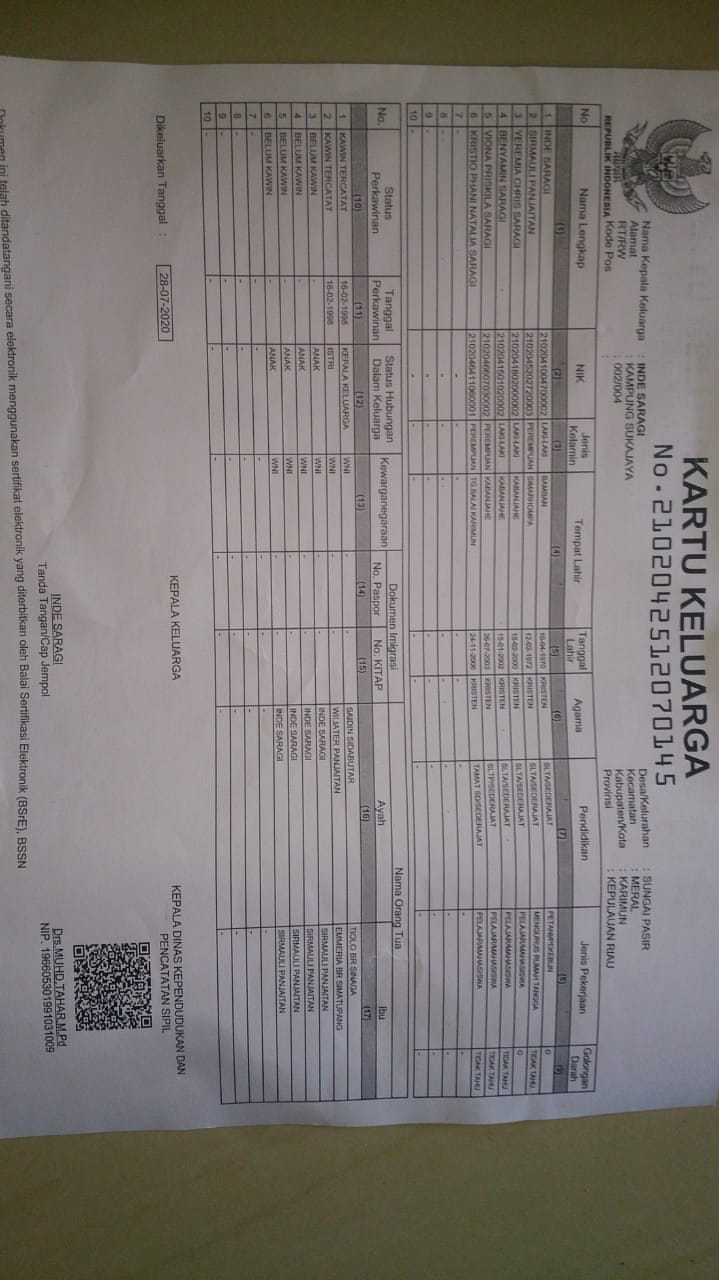 KARTU KELUARGA
No. 2102042512070145
REPUBLIK INDONESIA
Nama Kepala Keluarga : INDE SARAGI
Alamat : KAMPUNG SUKAJAYA
RT/RW : 002/004
Kode Pos :
Desa/Kelurahan : SUNGAI PASIR
Kecamatan : MERAL
Kabupaten/Kota : KARIMUN
Provinsi : KEPULAUAN RIAU
No Nama Lengkap NIK Jenis Kelamin Tempat Lahir Tanggal Lahir Agama Pendidikan Jenis Pekerjaan Golongan Darah
(1) (2) (3) (4) (5) (6) (7) (8) (9)
1 INDE SARAGI 2102041004700002 LAKI-LAKI BAMBAN 10-04-1970 KRISTEN SLTA/SEDERAJAT PETANI/PEKEBUN O
2 SIRMAULI PANJAITAN 2102045202720003 PEREMPUAN SIMARHOMPA 12-02-1972 KRISTEN SLTA/SEDERAJAT MENGURUS RUMAH TANGGA TIDAK TAHU
3 YEREMIA CHRIS SARAGI 2102041802000002 LAKI-LAKI KABANJAHE 18-02-2000 KRISTEN SLTA/SEDERAJAT PELAJAR/MAHASISWA O
4 BENYAMIN SARAGI 2102041501020002 LAKI-LAKI KABANJAHE 15-01-2002 KRISTEN SLTA/SEDERAJAT PELAJAR/MAHASISWA TIDAK TAHU
5 VIONA PRISKILA SARAGI 2102046607030002 PEREMPUAN KABANJAHE 26-07-2003 KRISTEN SLTP/SEDERAJAT PELAJAR/MAHASISWA TIDAK TAHU
6 KRISTIO PHANI NATALIA SARAGI 2102046411060001 PEREMPUAN TG.BALAI KARIMUN 24-11-2006 KRISTEN TAMAT SD/SEDERAJAT PELAJAR/MAHASISWA TIDAK TAHU
7 - - - - - - - - -
8 - - - - - - - - -
9 - - - - - - - - -
10 - - - - - - - - -
No. Status Perkawinan Tanggal Perkawinan Status Hubungan Dalam Keluarga Kewarganegaraan Dokumen Imigrasi Nama Orang Tua
No. Paspor No. KITAP Ayah Ibu
(10) (11) (12) (13) (14) (15) (16) (17)
1 KAWIN TERCATAT 16-02-1998 KEPALA KELUARGA WNI - - SAIDIN SIDABUTAR TIOLO BR SINAGA
2 KAWIN TERCATAT 16-02-1998 ISTRI WNI - - WILIATER PANJAITAN EMMERIA BR SIMATUPANG
3 BELUM KAWIN - ANAK WNI - - INDE SARAGI SIRMAULI PANJAITAN
4 BELUM KAWIN - ANAK WNI - - INDE SARAGI SIRMAULI PANJAITAN
5 BELUM KAWIN - ANAK WNI - - INDE SARAGI SIRMAULI PANJAITAN
6 BELUM KAWIN - ANAK WNI - - INDE SARAGI SIRMAULI PANJAITAN
7 - - - - - - - -
8 - - - - - - - -
9 - - - - - - - -
10 - - - - - - - -
Dikeluarkan Tanggal : 28-07-2020
KEPALA KELUARGA
KEPALA DINAS KEPENDUDUKAN DAN
PENCATATAN SIPIL
INDE SARAGI
Tanda Tangan/Cap Jempol
Drs.MUHD.TAHAR,M.Pd
NIP. 196605301991031009
Dokumen ini telah ditandatangani secara elektronik menggunakan sertifikat elektronik yang diterbitkan oleh Balai Sertifikasi Elektronik (BSrE), BSSN